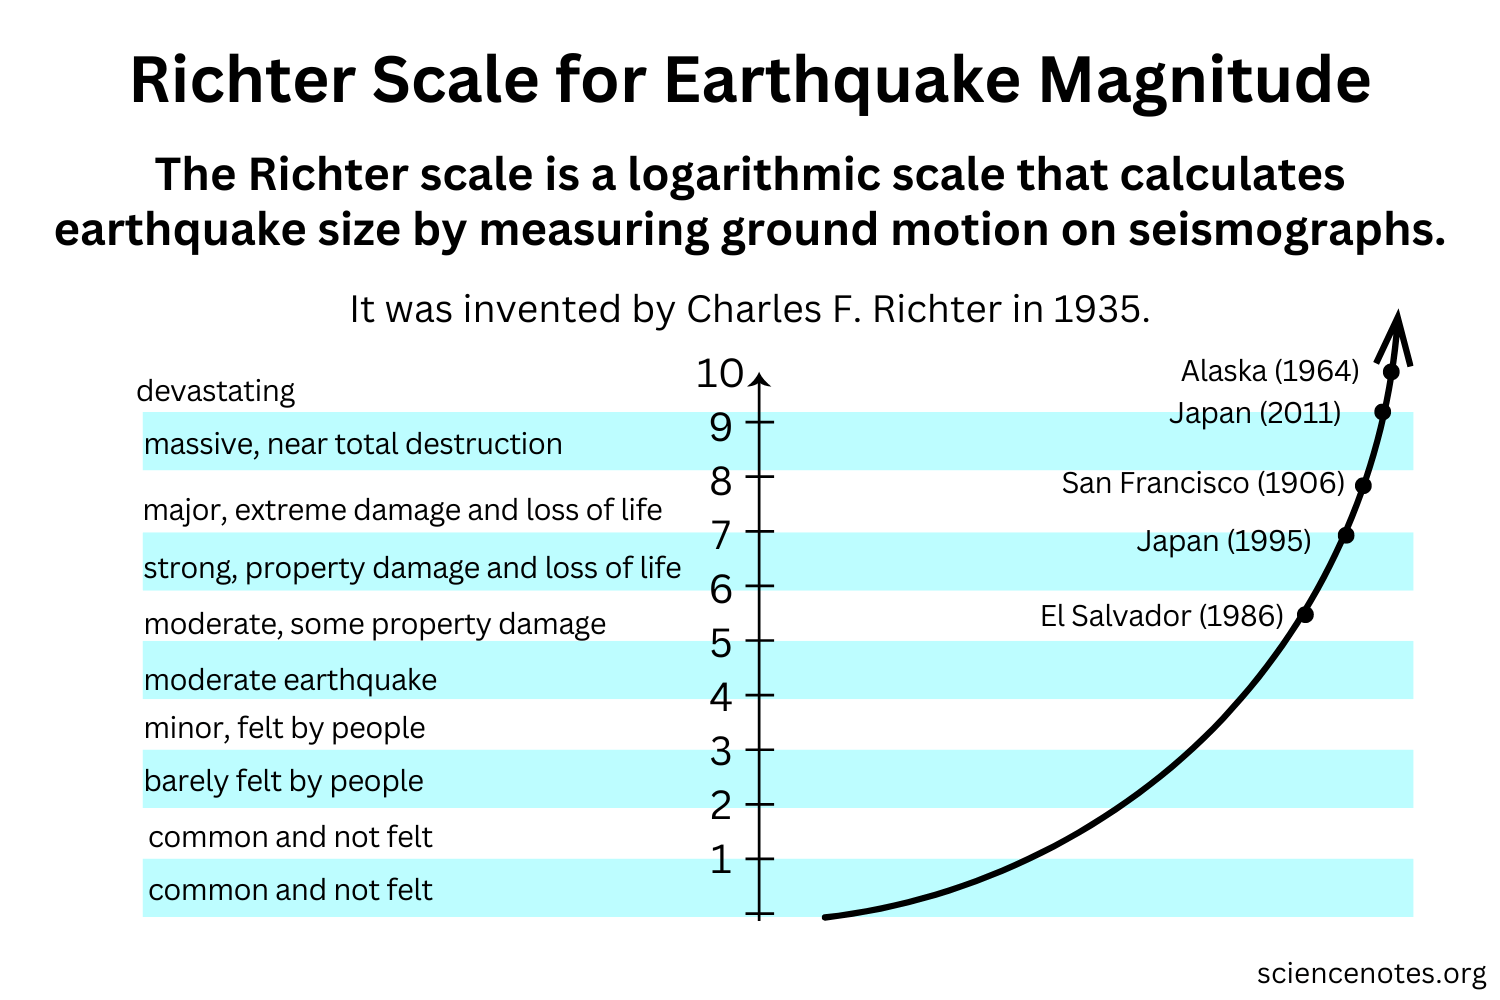 Richter Scale for Earthquake Magnitude
The Richter scale is a logarithmic scale that calculates
earthquake size by measuring ground motion on seismographs.
It was invented by Charles F. Richter in 1935.
devastating
massive, near total destruction
major, extreme damage and loss of life
strong, property damage and loss of life
moderate, some property damage
moderate earthquake
minor, felt by people
barely felt by people
common and not felt
common and not felt
10
9
8
7
6
5
4
3
2
1
Alaska (1964)
Japan (2011)
San Francisco (1906)
Japan (1995)
El Salvador (1986)
sciencenotes.org